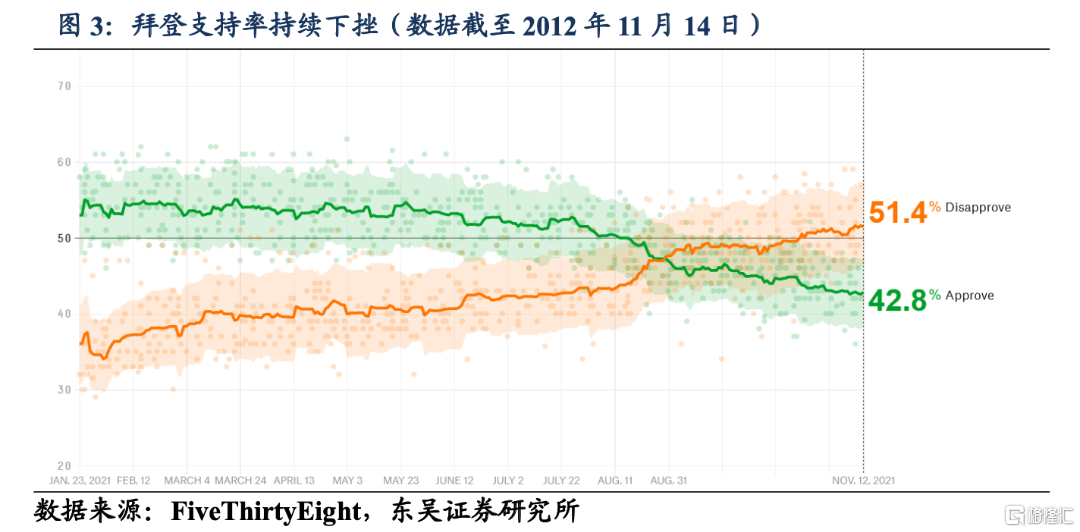 图 3：拜登支持率持续下挫（数据截至 2012 年 11 月 14 日）
70
60
50
40
30
20
51.4% Disapprove
42.8% Approve
JAN. 23, 2021 FEB. 12 MARCH 4 MARCH 24 APRIL 13 MAY 3 MAY 23 JUNE 12 JULY 2 JULY 22 AUG. 11 AUG. 31 NOV. 12, 2021
数据来源：FiveThirtyEight，东吴证券研究所
格隆汇